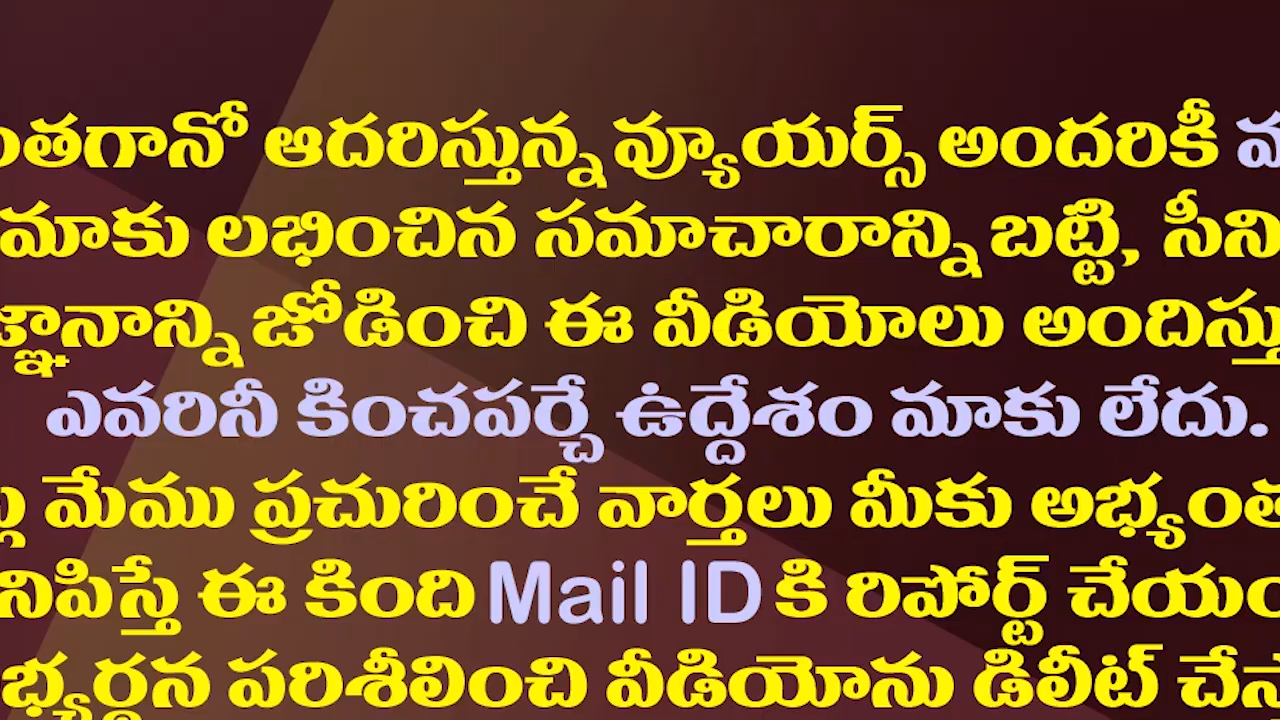 ంతగానో ఆదరిస్తున్న వ్యూయర్స్ అందరికీ
మాకు లభించిన సమాచారాన్ని బట్టి, సీని
జ్ఞానాన్ని జోడించి ఈ వీడియోలు అందిస్తు
ఎవరినీ కించపర్చే ఉద్దేశం మాకు లేదు.
మేము ప్రచురించే వార్తలు మీకు అభ్యంత
నిపిస్తే ఈ కింది Mail ID కి రిపోర్ట్ చేయం
భ్యర్థన పరిశీలించి వీడియోను డిలీట్ చేస